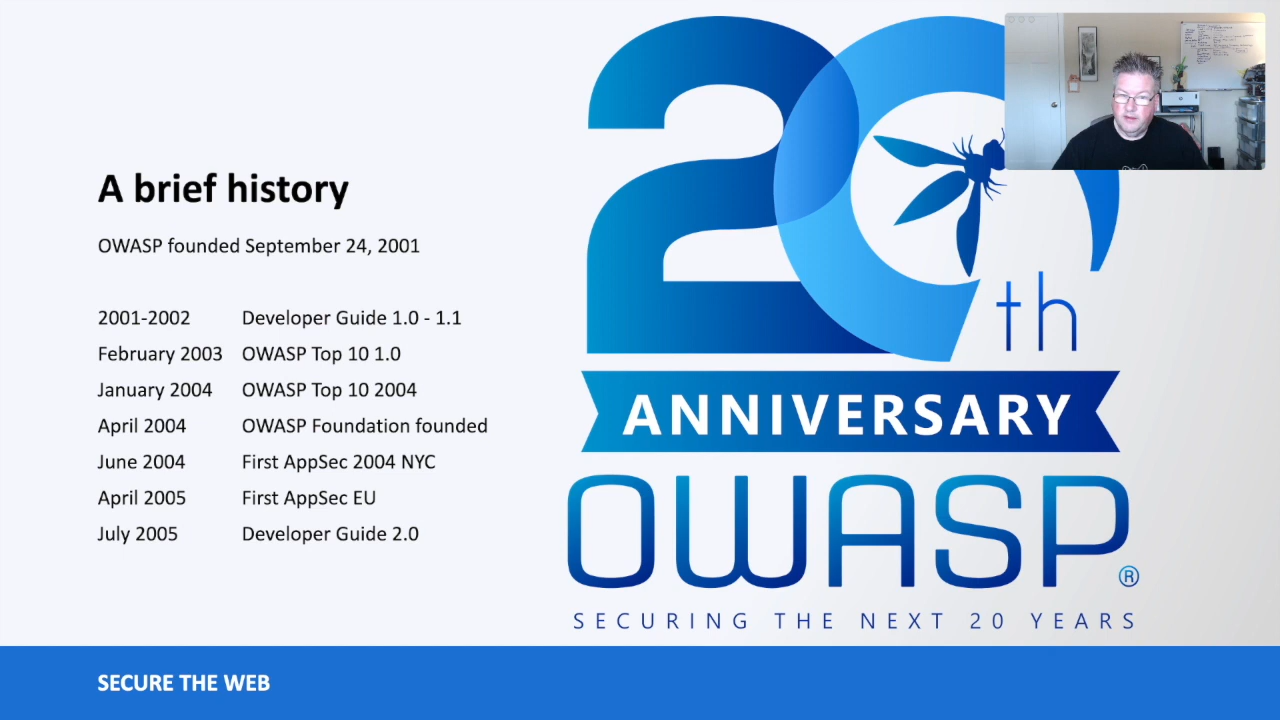 A brief history
OWASP founded September 24, 2001
2001-2002 Developer Guide 1.0 - 1.1
February 2003 OWASP Top 10 1.0
January 2004 OWASP Top 10 2004
April 2004 OWASP Foundation founded
June 2004 First AppSec 2004 NYC
April 2005 First AppSec EU
July 2005 Developer Guide 2.0
20th
ANNIVERSARY
OWASP®
SECURING THE NEXT 20 YEARS
SECURE THE WEB